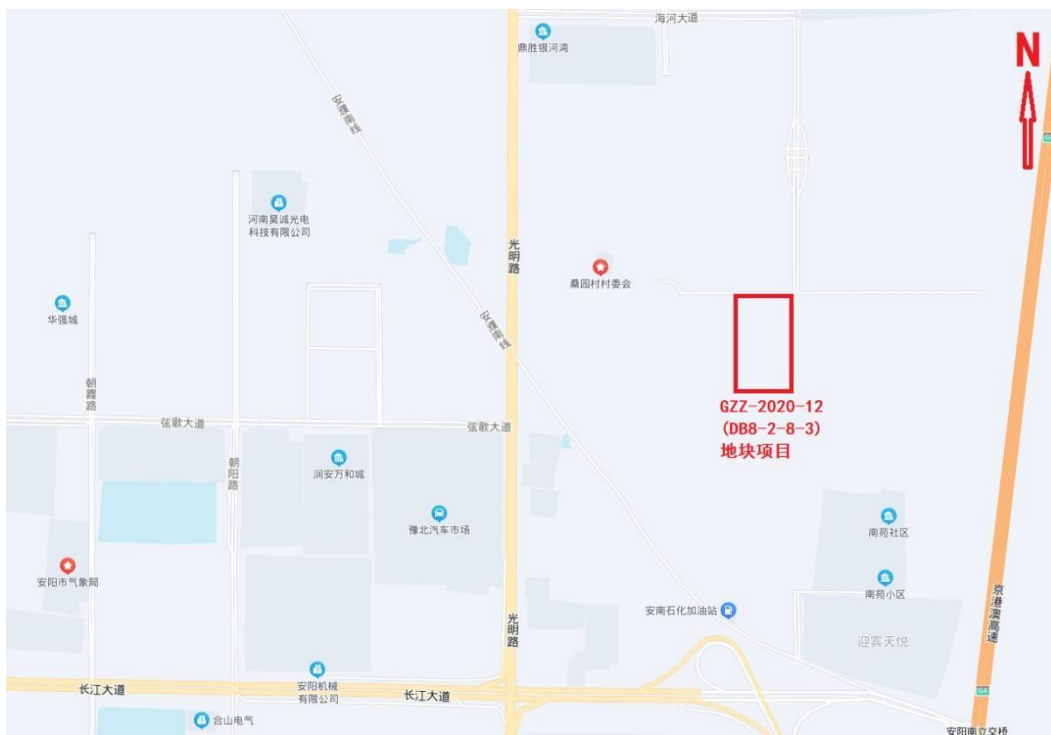 海河大道
鼎胜银河湾
N
安濮南线
G4
河南昊诚光电
科技有限公司
光明路
桑园村村委会
华强城
安濮南线
朝霞路
GZZ-2020-12
(DB8-2-8-3)
地块项目
弦歌大道
弦歌大道
朝阳路
润安万和城
豫北汽车市场
南苑社区
安阳市气象局
南苑小区
京港澳高速
安南石化加油站
光明路
迎宾天悦
长江大道
安阳机械
有限公司
长江大道
G4
合山电气
安阳南立交桥